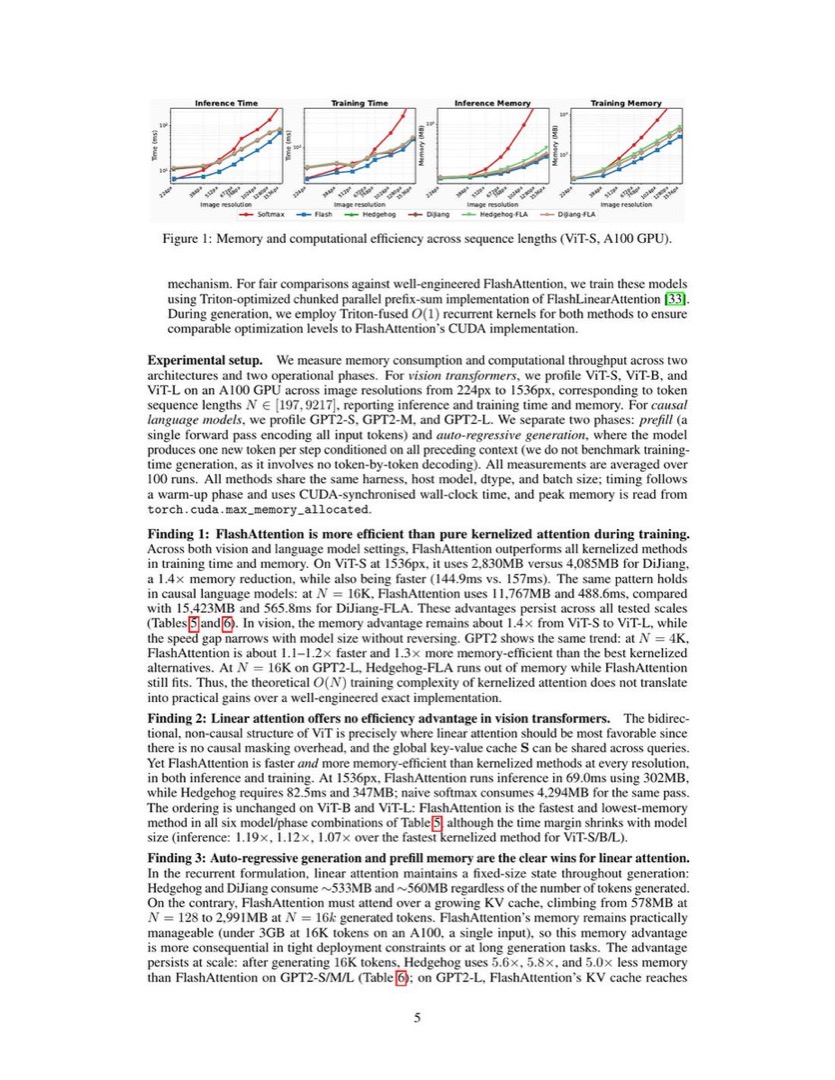 Inference Time
Training Time
Inference Memory
Training Memory
Time (ms)
Time (ms)
Memory (MB)
Memory (MB)
Image resolution
Image resolution
Image resolution
Image resolution
Softmax Flash Hedgehog DiJiang Hedgehog-FLA DiJiang-FLA
Figure 1: Memory and computational efficiency across sequence lengths (ViT-S, A100 GPU).
mechanism. For fair comparisons against well-engineered FlashAttention, we train these models
using Triton-optimized chunked parallel prefix-sum implementation of FlashLinearAttention [33].
During generation, we employ Triton-fused O(1) recurrent kernels for both methods to ensure
comparable optimization levels to FlashAttention's CUDA implementation.
Experimental setup. We measure memory consumption and computational throughput across two
architectures and two operational phases. For vision transformers, we profile ViT-S, ViT-B, and
ViT-L on an A100 GPU across image resolutions from 224px to 1536px, corresponding to token
sequence lengths N ∈ [197, 9217], reporting inference and training time and memory. For causal
language models, we profile GPT2-S, GPT2-M, and GPT2-L. We separate two phases: prefill (a
single forward pass encoding all input tokens) and auto-regressive generation, where the model
produces one new token per step conditioned on all preceding context (we do not benchmark training-
time generation, as it involves no token-by-token decoding). All measurements are averaged over
100 runs. All methods share the same harness, host model, dtype, and batch size; timing follows
a warm-up phase and uses CUDA-synchronised wall-clock time, and peak memory is read from
torch.cuda.max_memory_allocated.
Finding 1: FlashAttention is more efficient than pure kernelized attention during training.
Across both vision and language model settings, FlashAttention outperforms all kernelized methods
in training time and memory. On ViT-S at 1536px, it uses 2,830MB versus 4,085MB for DiJiang,
a 1.4× memory reduction, while also being faster (144.9ms vs. 157ms). The same pattern holds
in causal language models: at N = 16K, FlashAttention uses 11,767MB and 488.6ms, compared
with 15,423MB and 565.8ms for DiJiang-FLA. These advantages persist across all tested scales
(Tables 5 and 6). In vision, the memory advantage remains about 1.4× from ViT-S to ViT-L, while
the speed gap narrows with model size without reversing. GPT2 shows the same trend: at N = 4K,
FlashAttention is about 1.1–1.2× faster and 1.3× more memory-efficient than the best kernelized
alternatives. At N = 16K on GPT2-L, Hedgehog-FLA runs out of memory while FlashAttention
still fits. Thus, the theoretical O(N) training complexity of kernelized attention does not translate
into practical gains over a well-engineered exact implementation.
Finding 2: Linear attention offers no efficiency advantage in vision transformers. The bidirec-
tional, non-causal structure of ViT is precisely where linear attention should be most favorable since
there is no causal masking overhead, and the global key-value cache S can be shared across queries.
Yet FlashAttention is faster and more memory-efficient than kernelized methods at every resolution,
in both inference and training. At 1536px, FlashAttention runs inference in 69.0ms using 302MB,
while Hedgehog requires 82.5ms and 347MB; naive softmax consumes 4,294MB for the same pass.
The ordering is unchanged on ViT-B and ViT-L: FlashAttention is the fastest and lowest-memory
method in all six model/phase combinations of Table 5, although the time margin shrinks with model
size (inference: 1.19×, 1.12×, 1.07× over the fastest kernelized method for ViT-S/B/L).
Finding 3: Auto-regressive generation and prefill memory are the clear wins for linear attention.
In the recurrent formulation, linear attention maintains a fixed-size state throughout generation:
Hedgehog and DiJiang consume ∼533MB and ∼560MB regardless of the number of tokens generated.
On the contrary, FlashAttention must attend over a growing KV cache, climbing from 578MB at
N = 128 to 2,991MB at N = 16k generated tokens. FlashAttention's memory remains practically
manageable (under 3GB at 16K tokens on an A100, a single input), so this memory advantage
is more consequential in tight deployment constraints or at long generation tasks. The advantage
persists at scale: after generating 16K tokens, Hedgehog uses 5.6×, 5.8×, and 5.0× less memory
than FlashAttention on GPT2-S/M/L (Table 6); on GPT2-L, FlashAttention's KV cache reaches
5